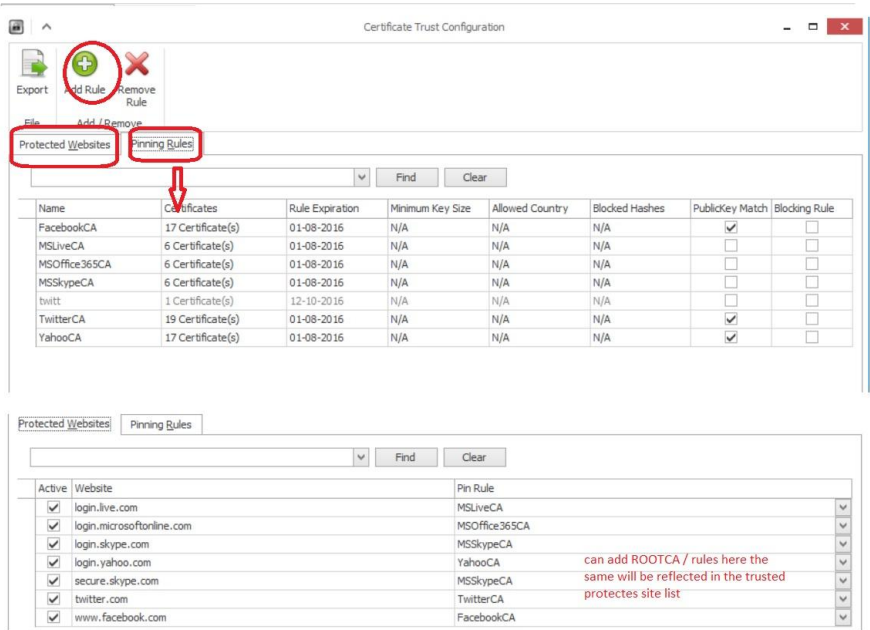 Certificate Trust Configuration
Export
Add Rule
Remove
Rule
File
Add / Remove
Protected Websites
Pinning Rules
Find
Clear
Name Certificates Rule Expiration Minimum Key Size Allowed Country Blocked Hashes PublicKey Match Blocking Rule
FacebookCA 17 Certificate(s) 01-08-2016 N/A N/A N/A
MSLiveCA 6 Certificate(s) 01-08-2016 N/A N/A N/A
MSOffice365CA 6 Certificate(s) 01-08-2016 N/A N/A N/A
MSSkypeCA 6 Certificate(s) 01-08-2016 N/A N/A N/A
twitt 1 Certificate(s) 12-10-2016 N/A N/A N/A
TwitterCA 19 Certificate(s) 01-08-2016 N/A N/A N/A
YahooCA 17 Certificate(s) 01-08-2016 N/A N/A N/A
Protected Websites
Pinning Rules
Find
Clear
Active Website Pin Rule
login.live.com MSLiveCA
login.microsoftonline.com MSOffice365CA
login.skype.com MSSkypeCA
login.yahoo.com YahooCA
secure.skype.com MSSkypeCA
twitter.com TwitterCA
www.facebook.com FacebookCA
can add ROOTCA / rules here the
same will be reflected in the trusted
protectes site list